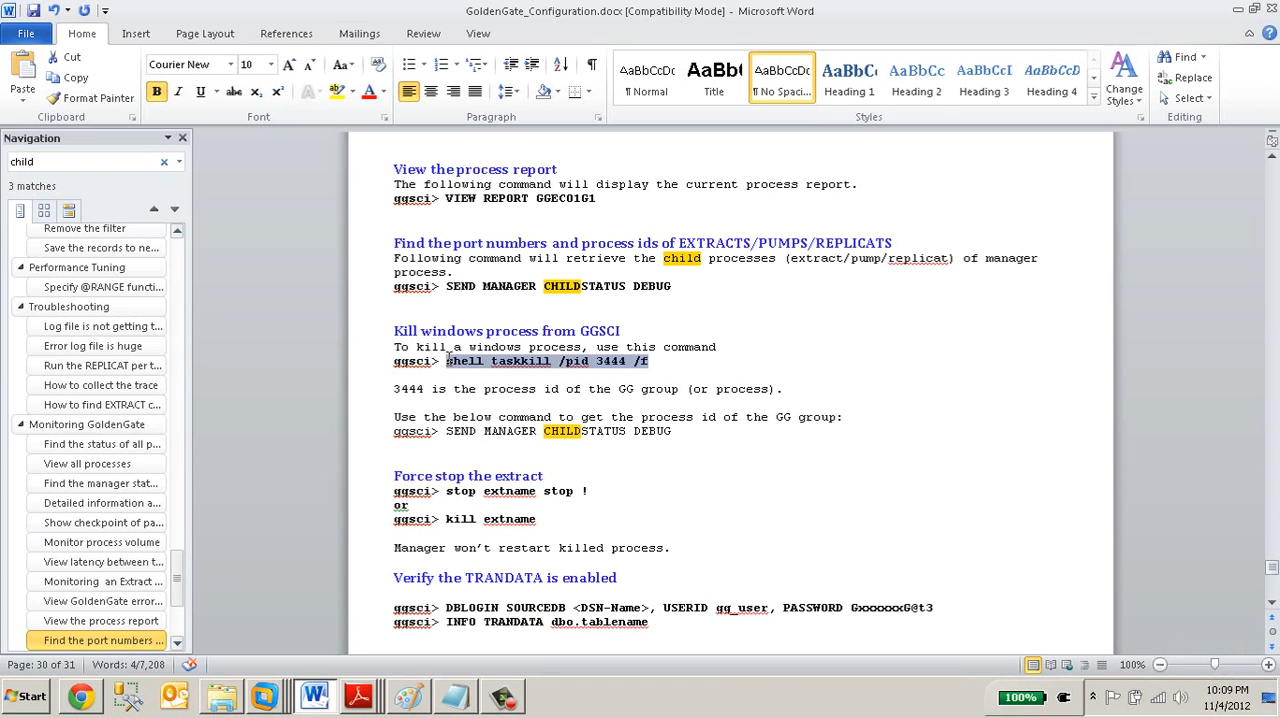 GoldenGate_Configuration.docx [Compatibility Mode] - Microsoft Word
File Home Insert Page Layout References Mailings Review View
Paste
Cut
Copy
Format Painter
Clipboard
Courier New 10
Font
Paragraph
AaBbCcDc AaBb( AaBbCcDc AaBbC( AaBbCc AaBbCcD AaBbCcD
¶ Normal Title ¶ No Spaci... Heading 1 Heading 2 Heading 3 Heading 4
Styles
Change Styles
Find
Replace
Select
Editing
Navigation
child
3 matches
Remove the filter
Save the records to ne...
Performance Tuning
Specify @RANGE functi...
Troubleshooting
Log file is not getting t...
Error log file is huge
Run the REPLICAT per t...
How to collect the trace
How to find EXTRACT c...
Monitoring GoldenGate
Find the status of all p...
View all processes
Find the manager stat...
Detailed information a...
Show checkpoint of pa...
Monitor process volume
View latency between t...
Monitoring an Extract ...
View GoldenGate error...
View the process report
Find the port numbers ...
View the process report
The following command will display the current process report.
ggsci> VIEW REPORT GGECO1G1
Find the port numbers and process ids of EXTRACTS/PUMPS/REPLICATS
Following command will retrieve the child processes (extract/pump/replicat) of manager
process.
ggsci> SEND MANAGER CHILDSTATUS DEBUG
Kill windows process from GGSCI
To kill a windows process, use this command
ggsci> shell taskkill /pid 3444 /f
3444 is the process id of the GG group (or process).
Use the below command to get the process id of the GG group:
ggsci> SEND MANAGER CHILDSTATUS DEBUG
Force stop the extract
ggsci> stop extname stop !
or
ggsci> kill extname
Manager won't restart killed process.
Verify the TRANDATA is enabled
ggsci> DBLOGIN SOURCEDB <DSN-Name>, USERID gg_user, PASSWORD GxxxxxxG@t3
ggsci> INFO TRANDATA dbo.tablename
Page: 30 of 31 Words: 4/7,208 100%
Start 100% 10:09 PM
11/4/2012